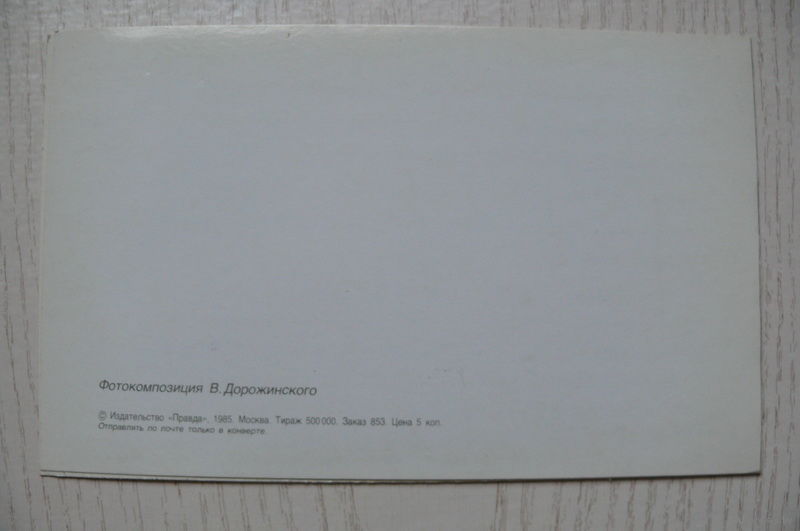 Фотокомпозиция В. Дорожинского
© Издательство «Правда», 1985. Москва. Тираж 500 000. Заказ 853. Цена 5 коп.
Отправлять по почте только в конверте.